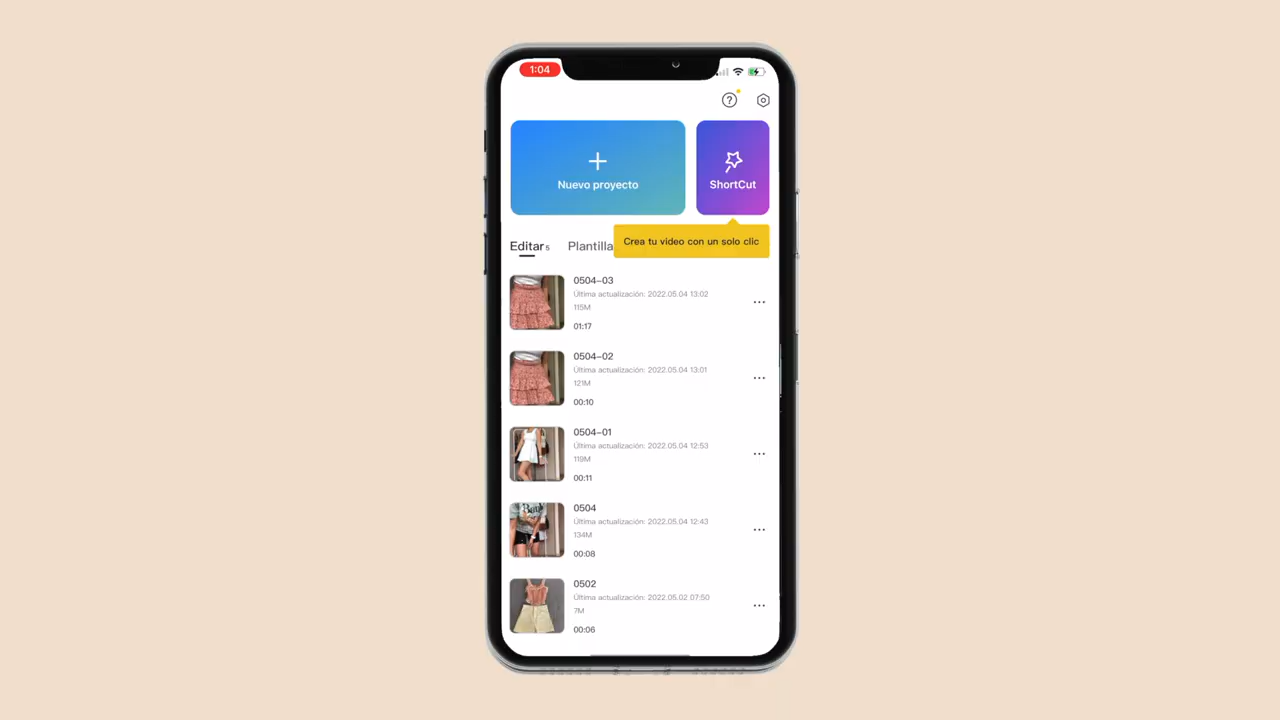 1:04
Nuevo proyecto
ShortCut
Editar 5
Plantilla
Crea tu video con un solo clic
0504-03
Última actualización: 2022.05.04 13:02
115M
01:17
0504-02
Última actualización: 2022.05.04 13:01
121M
00:10
0504-01
Última actualización: 2022.05.04 12:53
119M
00:11
0504
Última actualización: 2022.05.04 12:43
134M
00:08
0502
Última actualización: 2022.05.02 07:50
7M
00:06